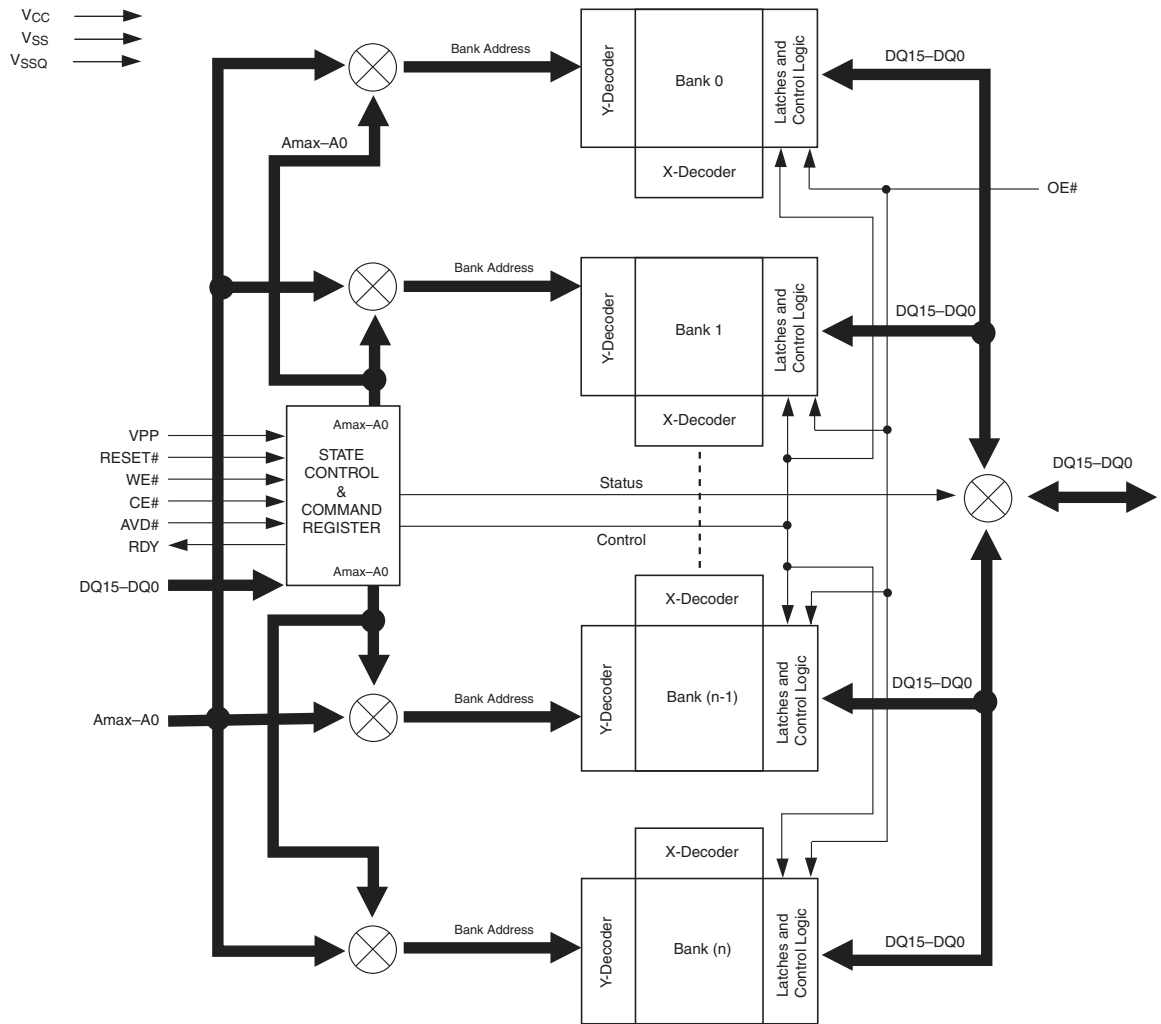 VCC
VSS
VSSQ
Bank Address
Y-Decoder
Bank 0
Latches and
Control Logic
DQ15–DQ0
Amax–A0
X-Decoder
OE#
Bank Address
Y-Decoder
Bank 1
Latches and
Control Logic
DQ15–DQ0
X-Decoder
Amax–A0
STATE
CONTROL
&
COMMAND
REGISTER
Amax–A0
VPP
RESET#
WE#
CE#
AVD#
RDY
DQ15–DQ0
Status
Control
DQ15–DQ0
X-Decoder
Amax–A0
Bank Address
Y-Decoder
Bank (n-1)
Latches and
Control Logic
DQ15–DQ0
X-Decoder
Bank Address
Y-Decoder
Bank (n)
Latches and
Control Logic
DQ15–DQ0